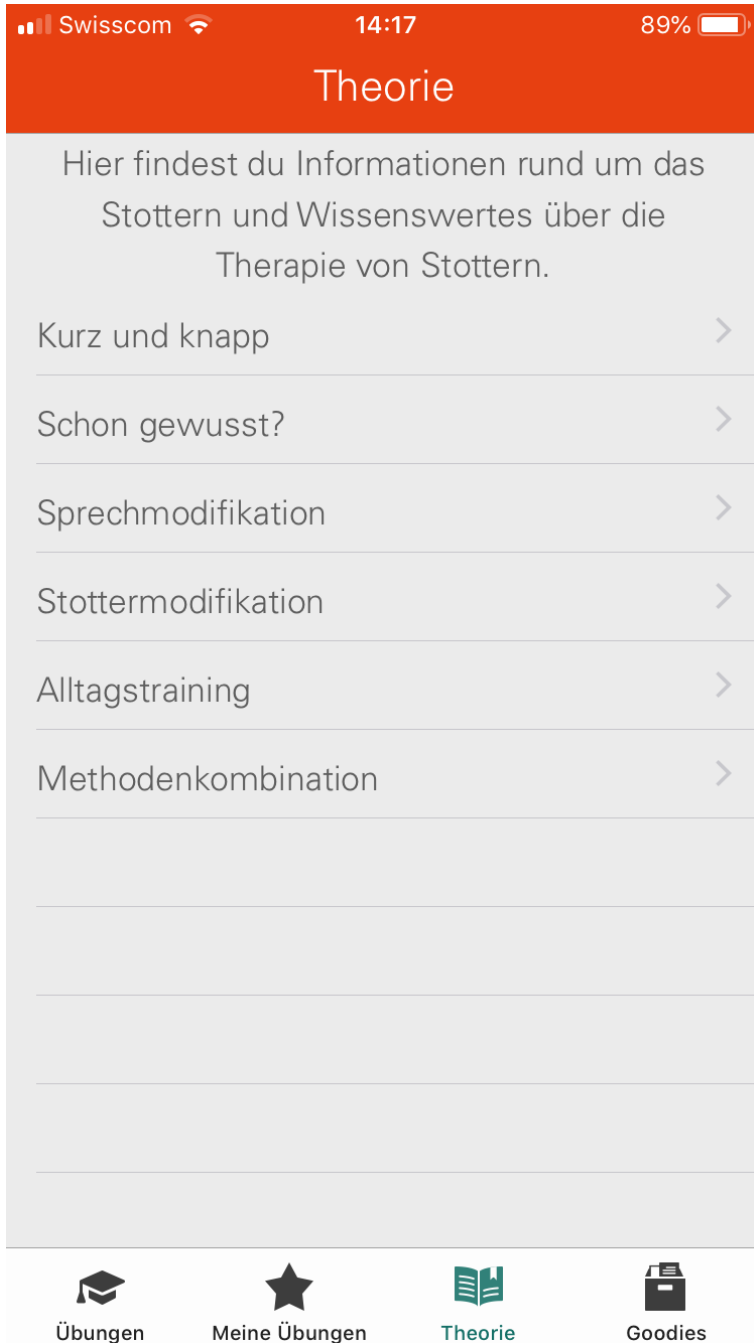 Swisscom 14:17 89%
Theorie
Hier findest du Informationen rund um das
Stottern und Wissenswertes über die
Therapie von Stottern.
Kurz und knapp
Schon gewusst?
Sprechmodifikation
Stottermodifikation
Alltagstraining
Methodenkombination
Übungen Meine Übungen Theorie Goodies